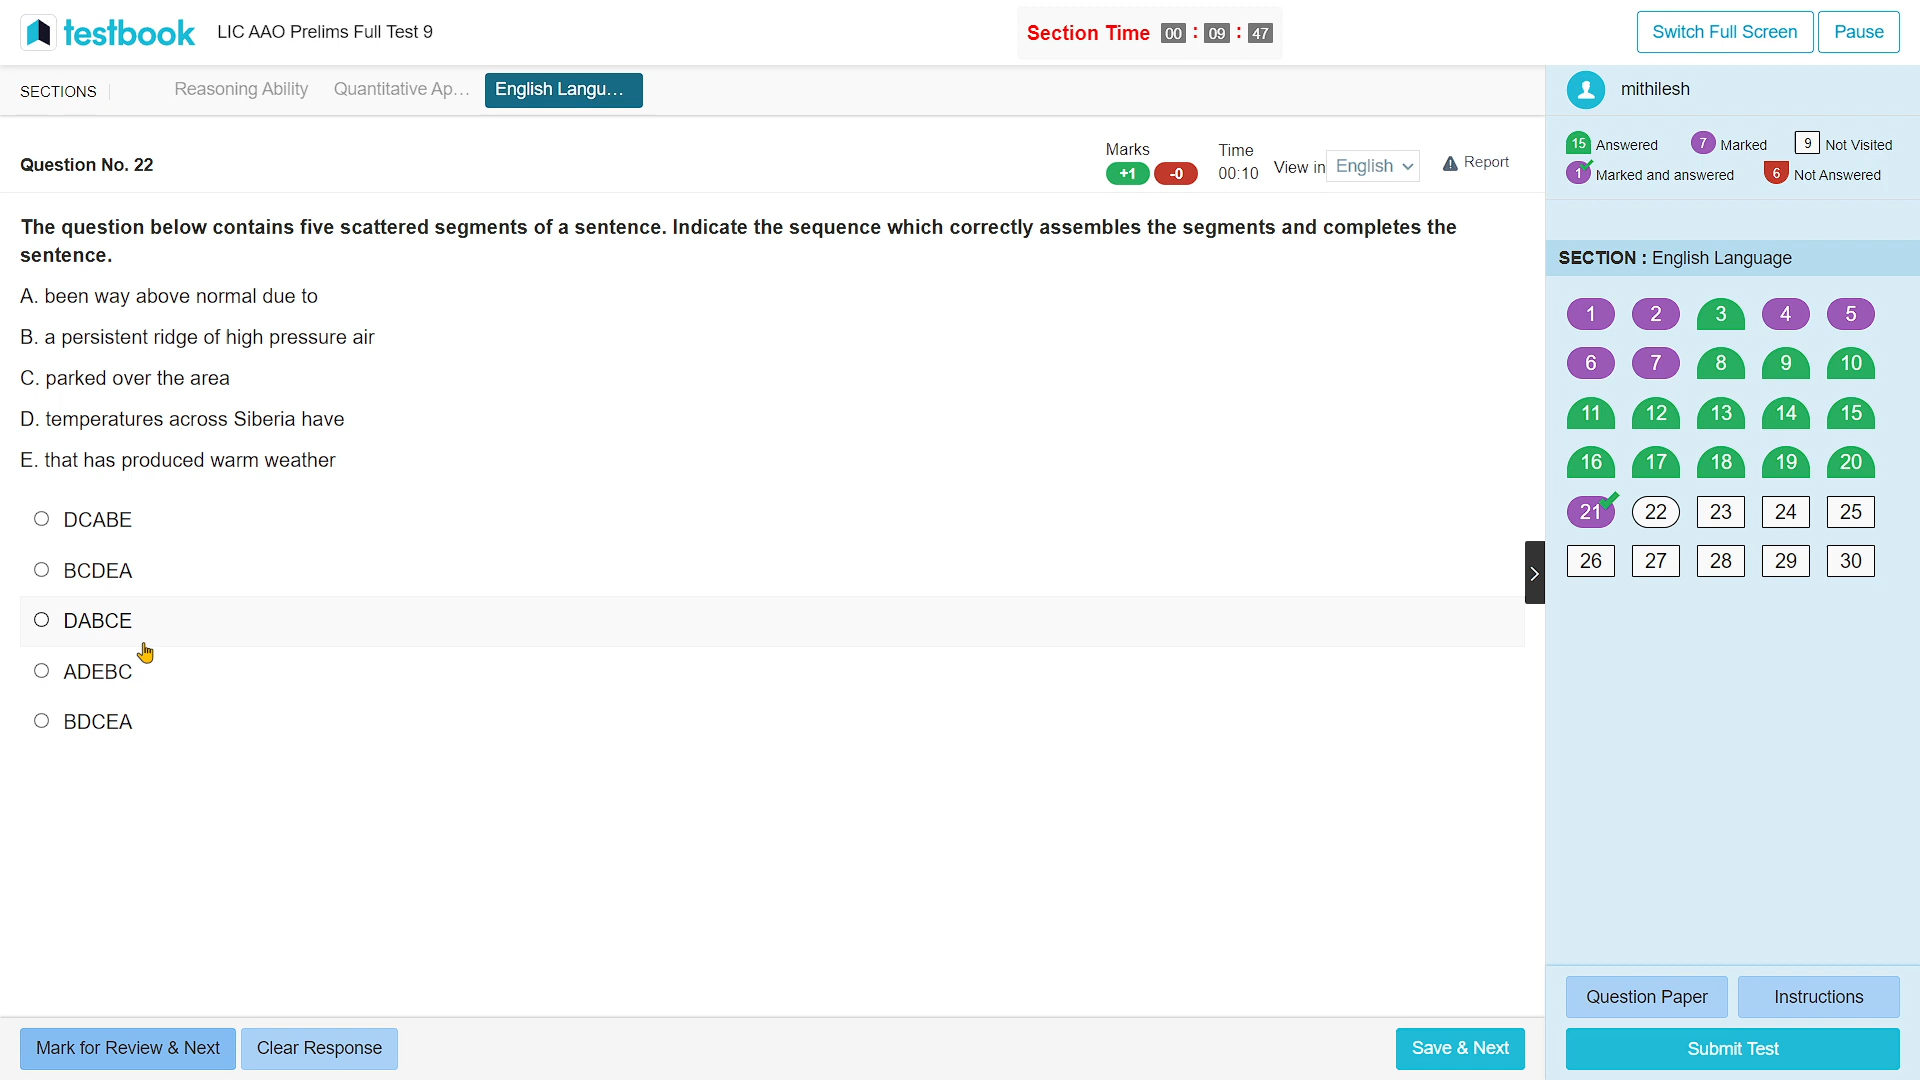 testbook LIC AAO Prelims Full Test 9 Section Time 00 : 09 : 47 Switch Full Screen Pause
SECTIONS Reasoning Ability Quantitative Ap... English Langu... mithilesh
15 Answered 7 Marked 9 Not Visited
1 Marked and answered 6 Not Answered
Question No. 22 Marks +1 -0 Time 00:10 View in English Report
The question below contains five scattered segments of a sentence. Indicate the sequence which correctly assembles the segments and completes the
sentence.
A. been way above normal due to
B. a persistent ridge of high pressure air
C. parked over the area
D. temperatures across Siberia have
E. that has produced warm weather
DCABE
BCDEA
DABCE
ADEBC
BDCEA
SECTION : English Language
1 2 3 4 5
6 7 8 9 10
11 12 13 14 15
16 17 18 19 20
21 22 23 24 25
26 27 28 29 30
Question Paper Instructions
Mark for Review & Next Clear Response Save & Next Submit Test